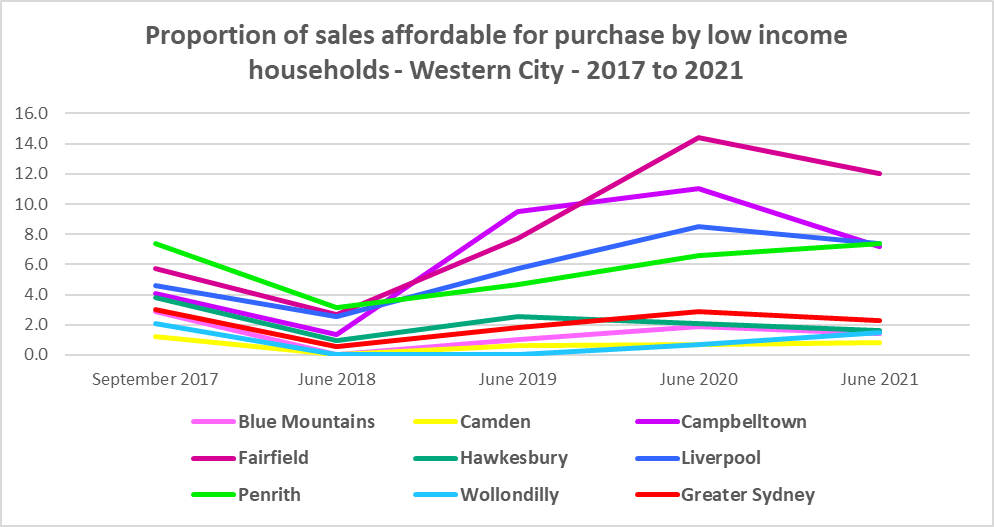 Proportion of sales affordable for purchase by low income
households - Western City - 2017 to 2021
16.0
14.0
12.0
10.0
8.0
6.0
4.0
2.0
0.0
September 2017 June 2018 June 2019 June 2020 June 2021
Blue Mountains Camden Campbelltown
Fairfield Hawkesbury Liverpool
Penrith Wollondilly Greater Sydney